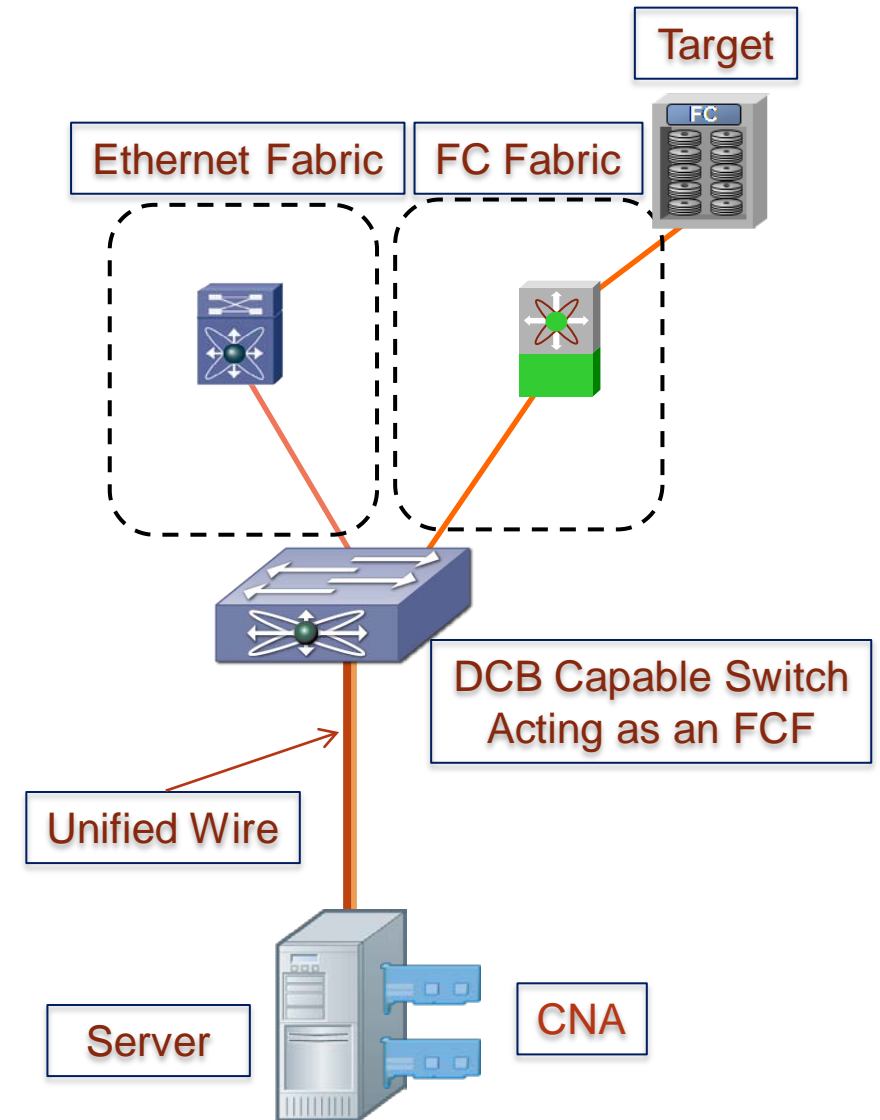 Target
FC
Ethernet Fabric
FC Fabric
DCB Capable Switch
Acting as an FCF
Unified Wire
Server
CNA